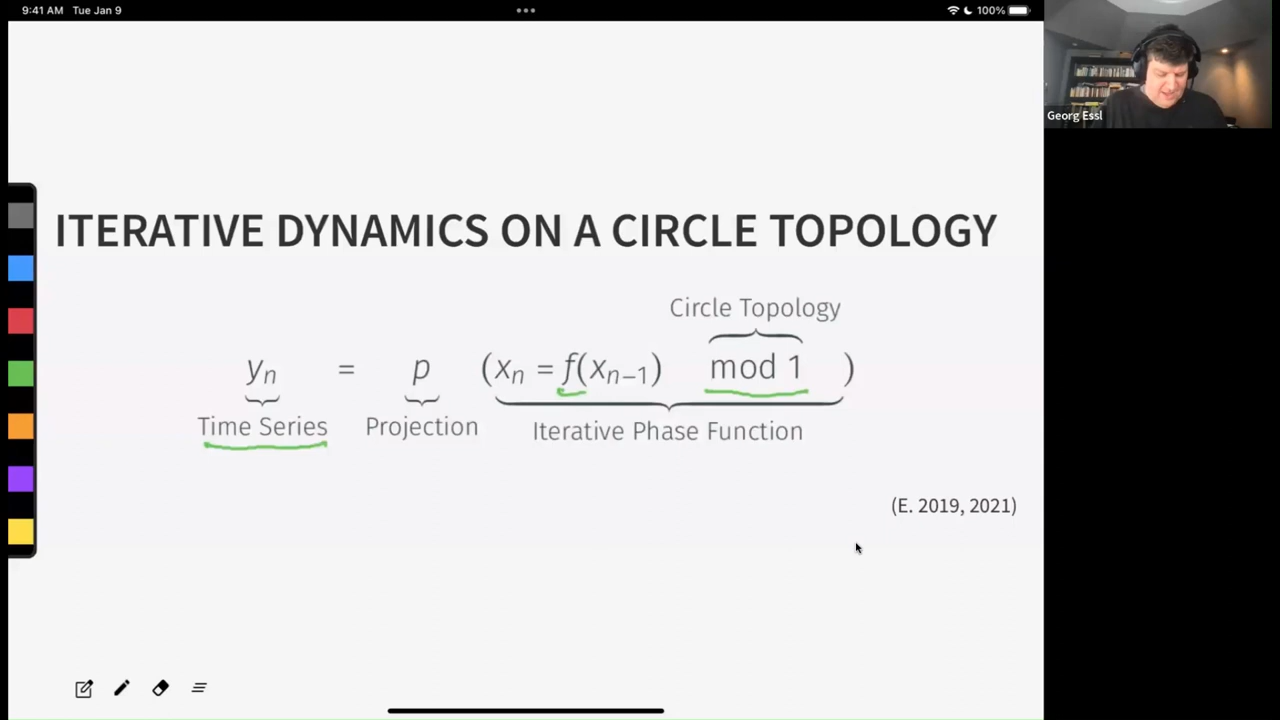 9:41 AM Tue Jan 9
100%
Georg Essl
ITERATIVE DYNAMICS ON A CIRCLE TOPOLOGY
Circle Topology
yₙ = p (xₙ = f(xₙ₋₁) mod 1 )
Time Series Projection Iterative Phase Function
(E. 2019, 2021)